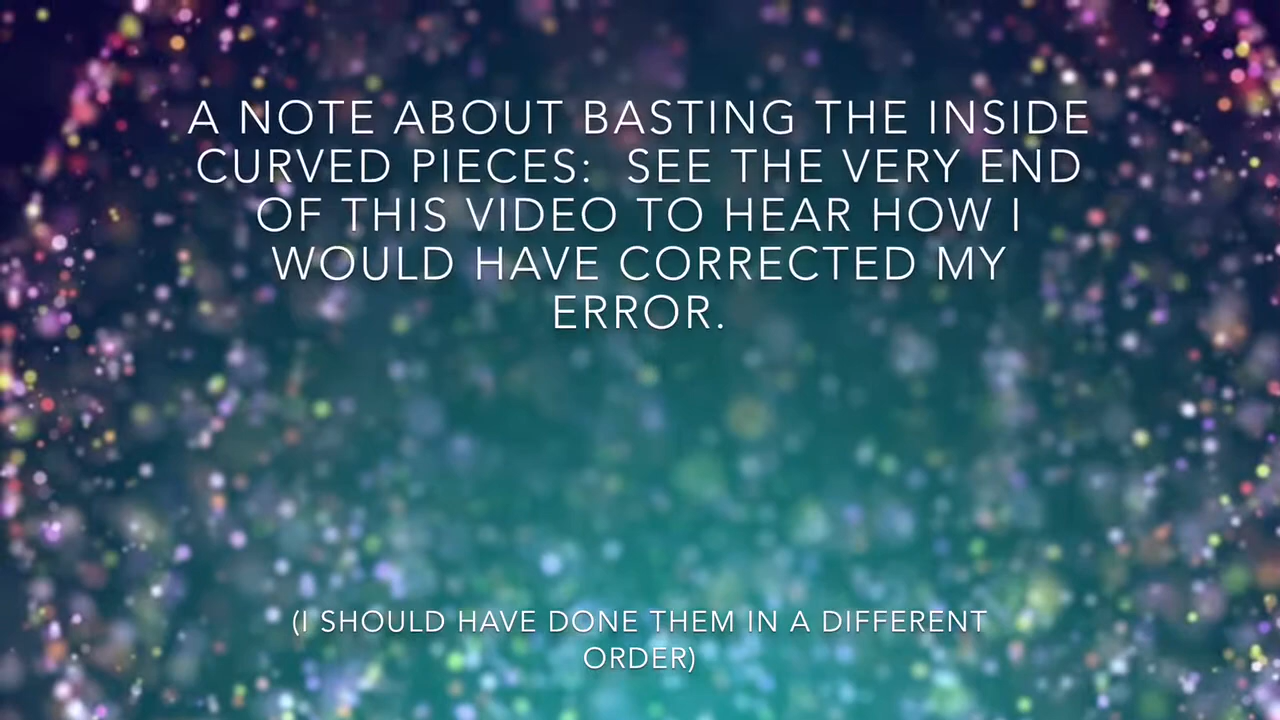 A NOTE ABOUT BASTING THE INSIDE
CURVED PIECES:  SEE THE VERY END
OF THIS VIDEO TO HEAR HOW I
WOULD HAVE CORRECTED MY
ERROR.
(I SHOULD HAVE DONE THEM IN A DIFFERENT
ORDER)